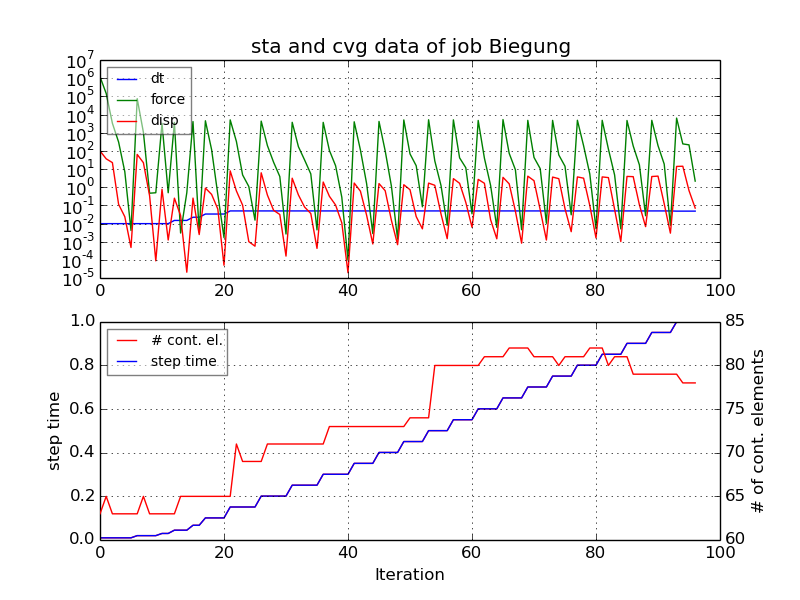 sta and cvg data of job Biegung
10^7
10^6
10^5
10^4
10^3
10^2
10^1
10^0
10^-1
10^-2
10^-3
10^-4
10^-5
dt
force
disp
0 20 40 60 80 100
1.0
0.8
0.6
0.4
0.2
0.0
step time
# cont. el.
step time
85
80
75
70
65
60
# of cont. elements
0 20 40 60 80 100
Iteration